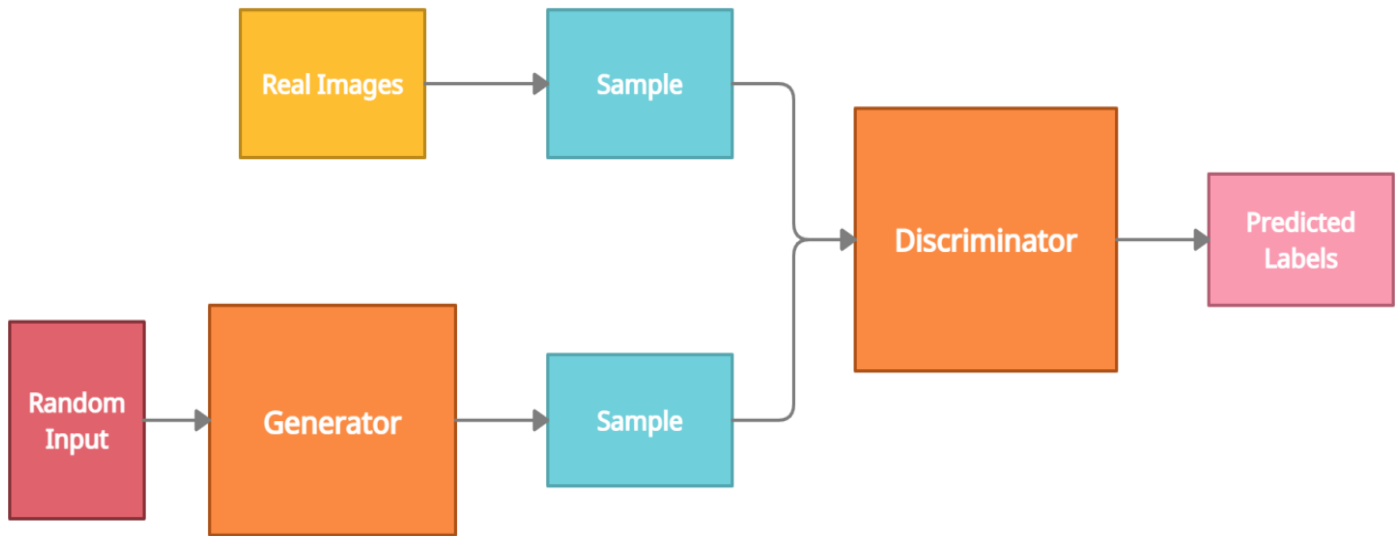 Real Images
Sample
Discriminator
Predicted
Labels
Random
Input
Generator
Sample